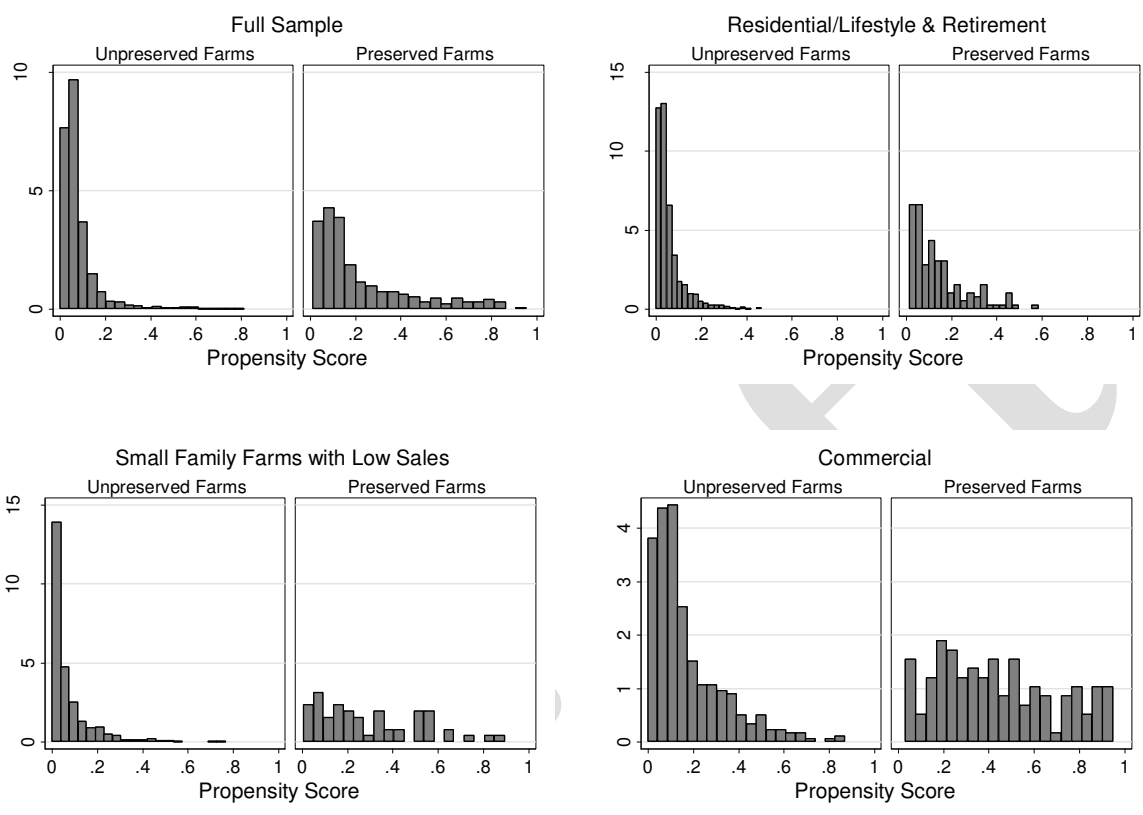 Full Sample
Unpreserved Farms Preserved Farms
10
5
0
0 .2 .4 .6 .8 1 0 .2 .4 .6 .8 1
Propensity Score
Residential/Lifestyle & Retirement
Unpreserved Farms Preserved Farms
15
10
5
0
0 .2 .4 .6 .8 1 0 .2 .4 .6 .8 1
Propensity Score
Small Family Farms with Low Sales
Unpreserved Farms Preserved Farms
15
10
5
0
0 .2 .4 .6 .8 1 0 .2 .4 .6 .8 1
Propensity Score
Commercial
Unpreserved Farms Preserved Farms
4
3
2
1
0
0 .2 .4 .6 .8 1 0 .2 .4 .6 .8 1
Propensity Score